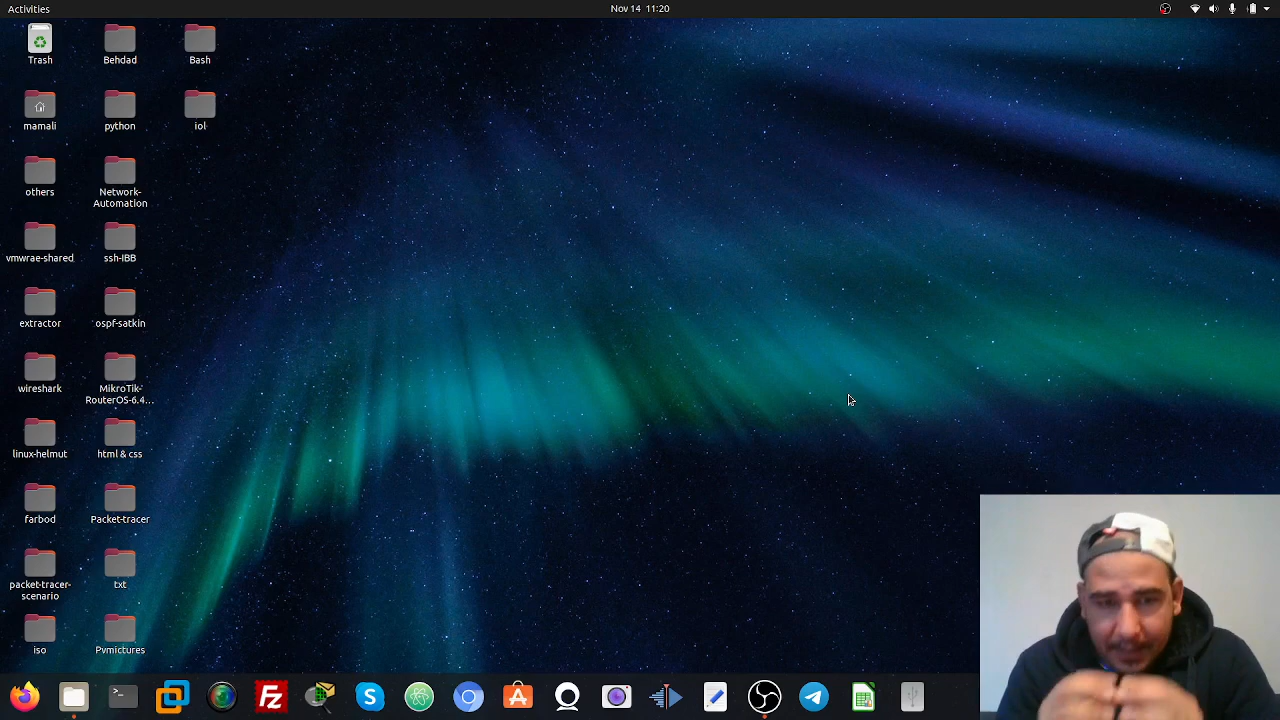 Activities
Nov 14 11:20
Trash
Behdad
Bash
mamali
python
iol
others
Network-
Automation
vmwrae-shared
ssh-IBB
extractor
ospf-satkin
wireshark
MikroTik-
RouterOS-6.4...
linux-helmut
html & css
farbod
Packet-tracer
packet-tracer-
scenario
txt
iso
Pvmictures
>_
FZ
S
A